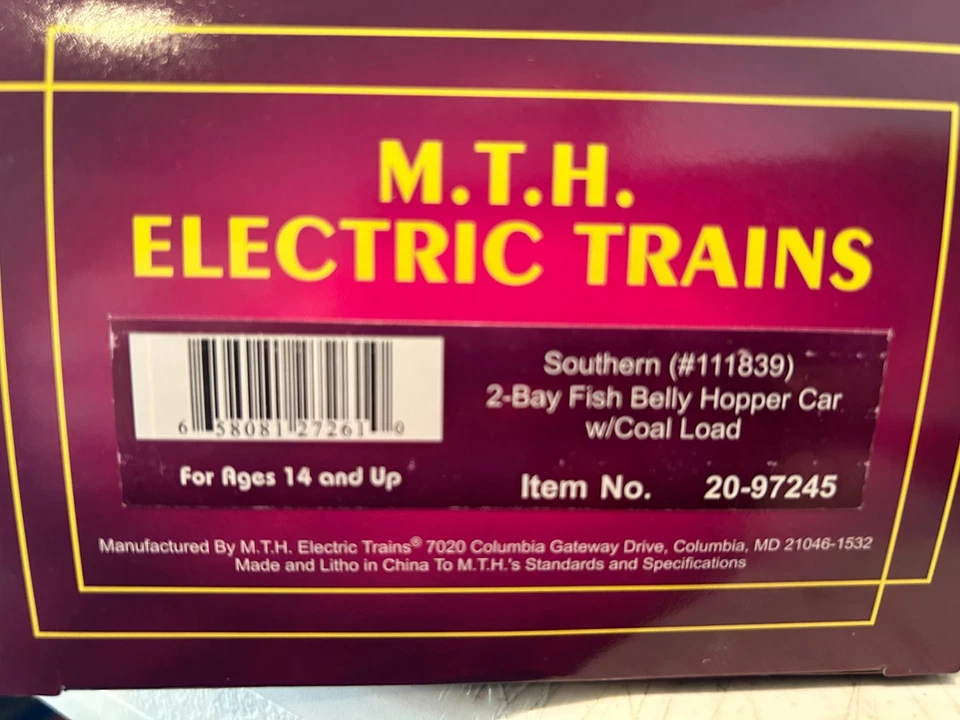 M.T.H.
ELECTRIC TRAINS
Southern (#111839)
2-Bay Fish Belly Hopper Car
w/Coal Load
6 58081 27261 0
For Ages 14 and Up
Item No. 20-97245
Manufactured By M.T.H. Electric Trains® 7020 Columbia Gateway Drive, Columbia, MD 21046-1532
Made and Litho in China To M.T.H.'s Standards and Specifications